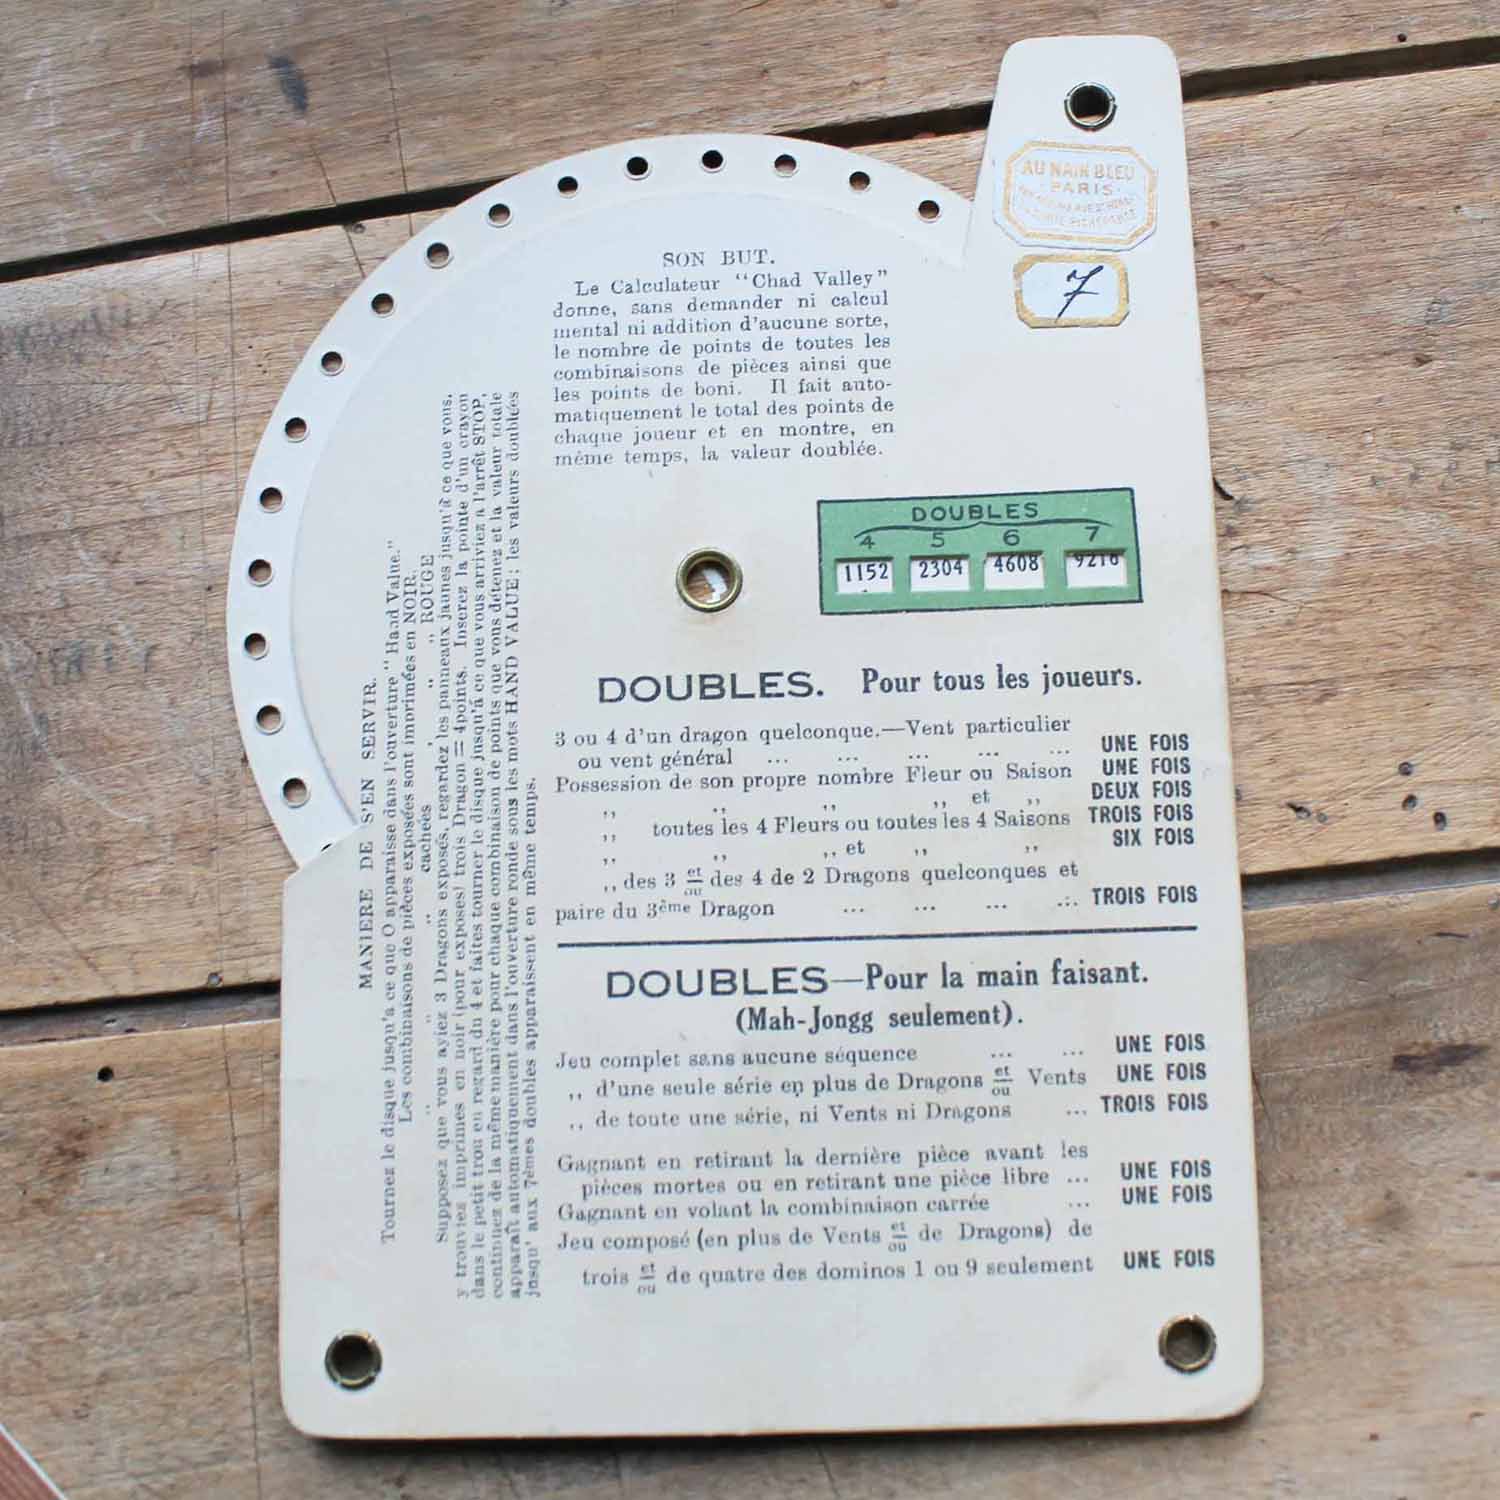 AU NAIN BLEU
PARIS
7
SON BUT.
Le Calculateur "Chad Valley"
donne, sans demander ni calcul
mental ni addition d'aucune sorte,
le nombre de points de toutes les
combinaisons de pièces ainsi que
les points de boni. Il fait auto-
matiquement le total des points de
chaque joueur et en montre, en
même temps, la valeur doublée.
DOUBLES
4 5 6 7
1152 2304 4608 9216
MANIERE DE S'EN SERVIR.
Tournez le disque jusqu'a ce que O apparaisse dans l'ouverture "Hand Value."
Les combinaisons de pièces exposées sont imprimées en NOIR.
,, ,, cachées ,, ,, ROUGE
Supposez que vous ayiez 3 Dragons exposés, regardez les panneaux jaunes jusqu'à ce que vous,
y trouviez imprimes en noir (pour exposes) trois Dragon = 4 points. Inserez la pointe d'un crayon
dans le petit trou en regard du 4 et faites tourner le disque jusqu'à ce que vous arriviez a l'arrêt STOP,
continuez de la même manière pour chaque combinaison de points que vous détenez et la valeur totale
apparaît automatiquement dans l'ouverture ronde sous les mots HAND VALUE; les valeurs doublées
jusqu' aux 7èmes doubles apparaissent en même temps.
DOUBLES. Pour tous les joueurs.
3 ou 4 d'un dragon quelconque.—Vent particulier
ou vent général ... ... ... ... ... UNE FOIS
Possession de son propre nombre Fleur ou Saison UNE FOIS
,, ,, ,, ,, et ,, DEUX FOIS
,, toutes les 4 Fleurs ou toutes les 4 Saisons TROIS FOIS
,, ,, ,, et ,, ,, SIX FOIS
,, des 3 et/ou des 4 de 2 Dragons quelconques et
paire du 3ème Dragon ... ... ... ... TROIS FOIS
DOUBLES—Pour la main faisant.
(Mah-Jongg seulement).
Jeu complet sans aucune séquence ... ... UNE FOIS
,, d'une seule série en plus de Dragons et/ou Vents UNE FOIS
,, de toute une série, ni Vents ni Dragons ... TROIS FOIS
Gagnant en retirant la dernière pièce avant les
pièces mortes ou en retirant une pièce libre ... UNE FOIS
Gagnant en volant la combinaison carrée ... UNE FOIS
Jeu composé (en plus de Vents et/ou de Dragons) de
trois et/ou de quatre des dominos 1 ou 9 seulement UNE FOIS